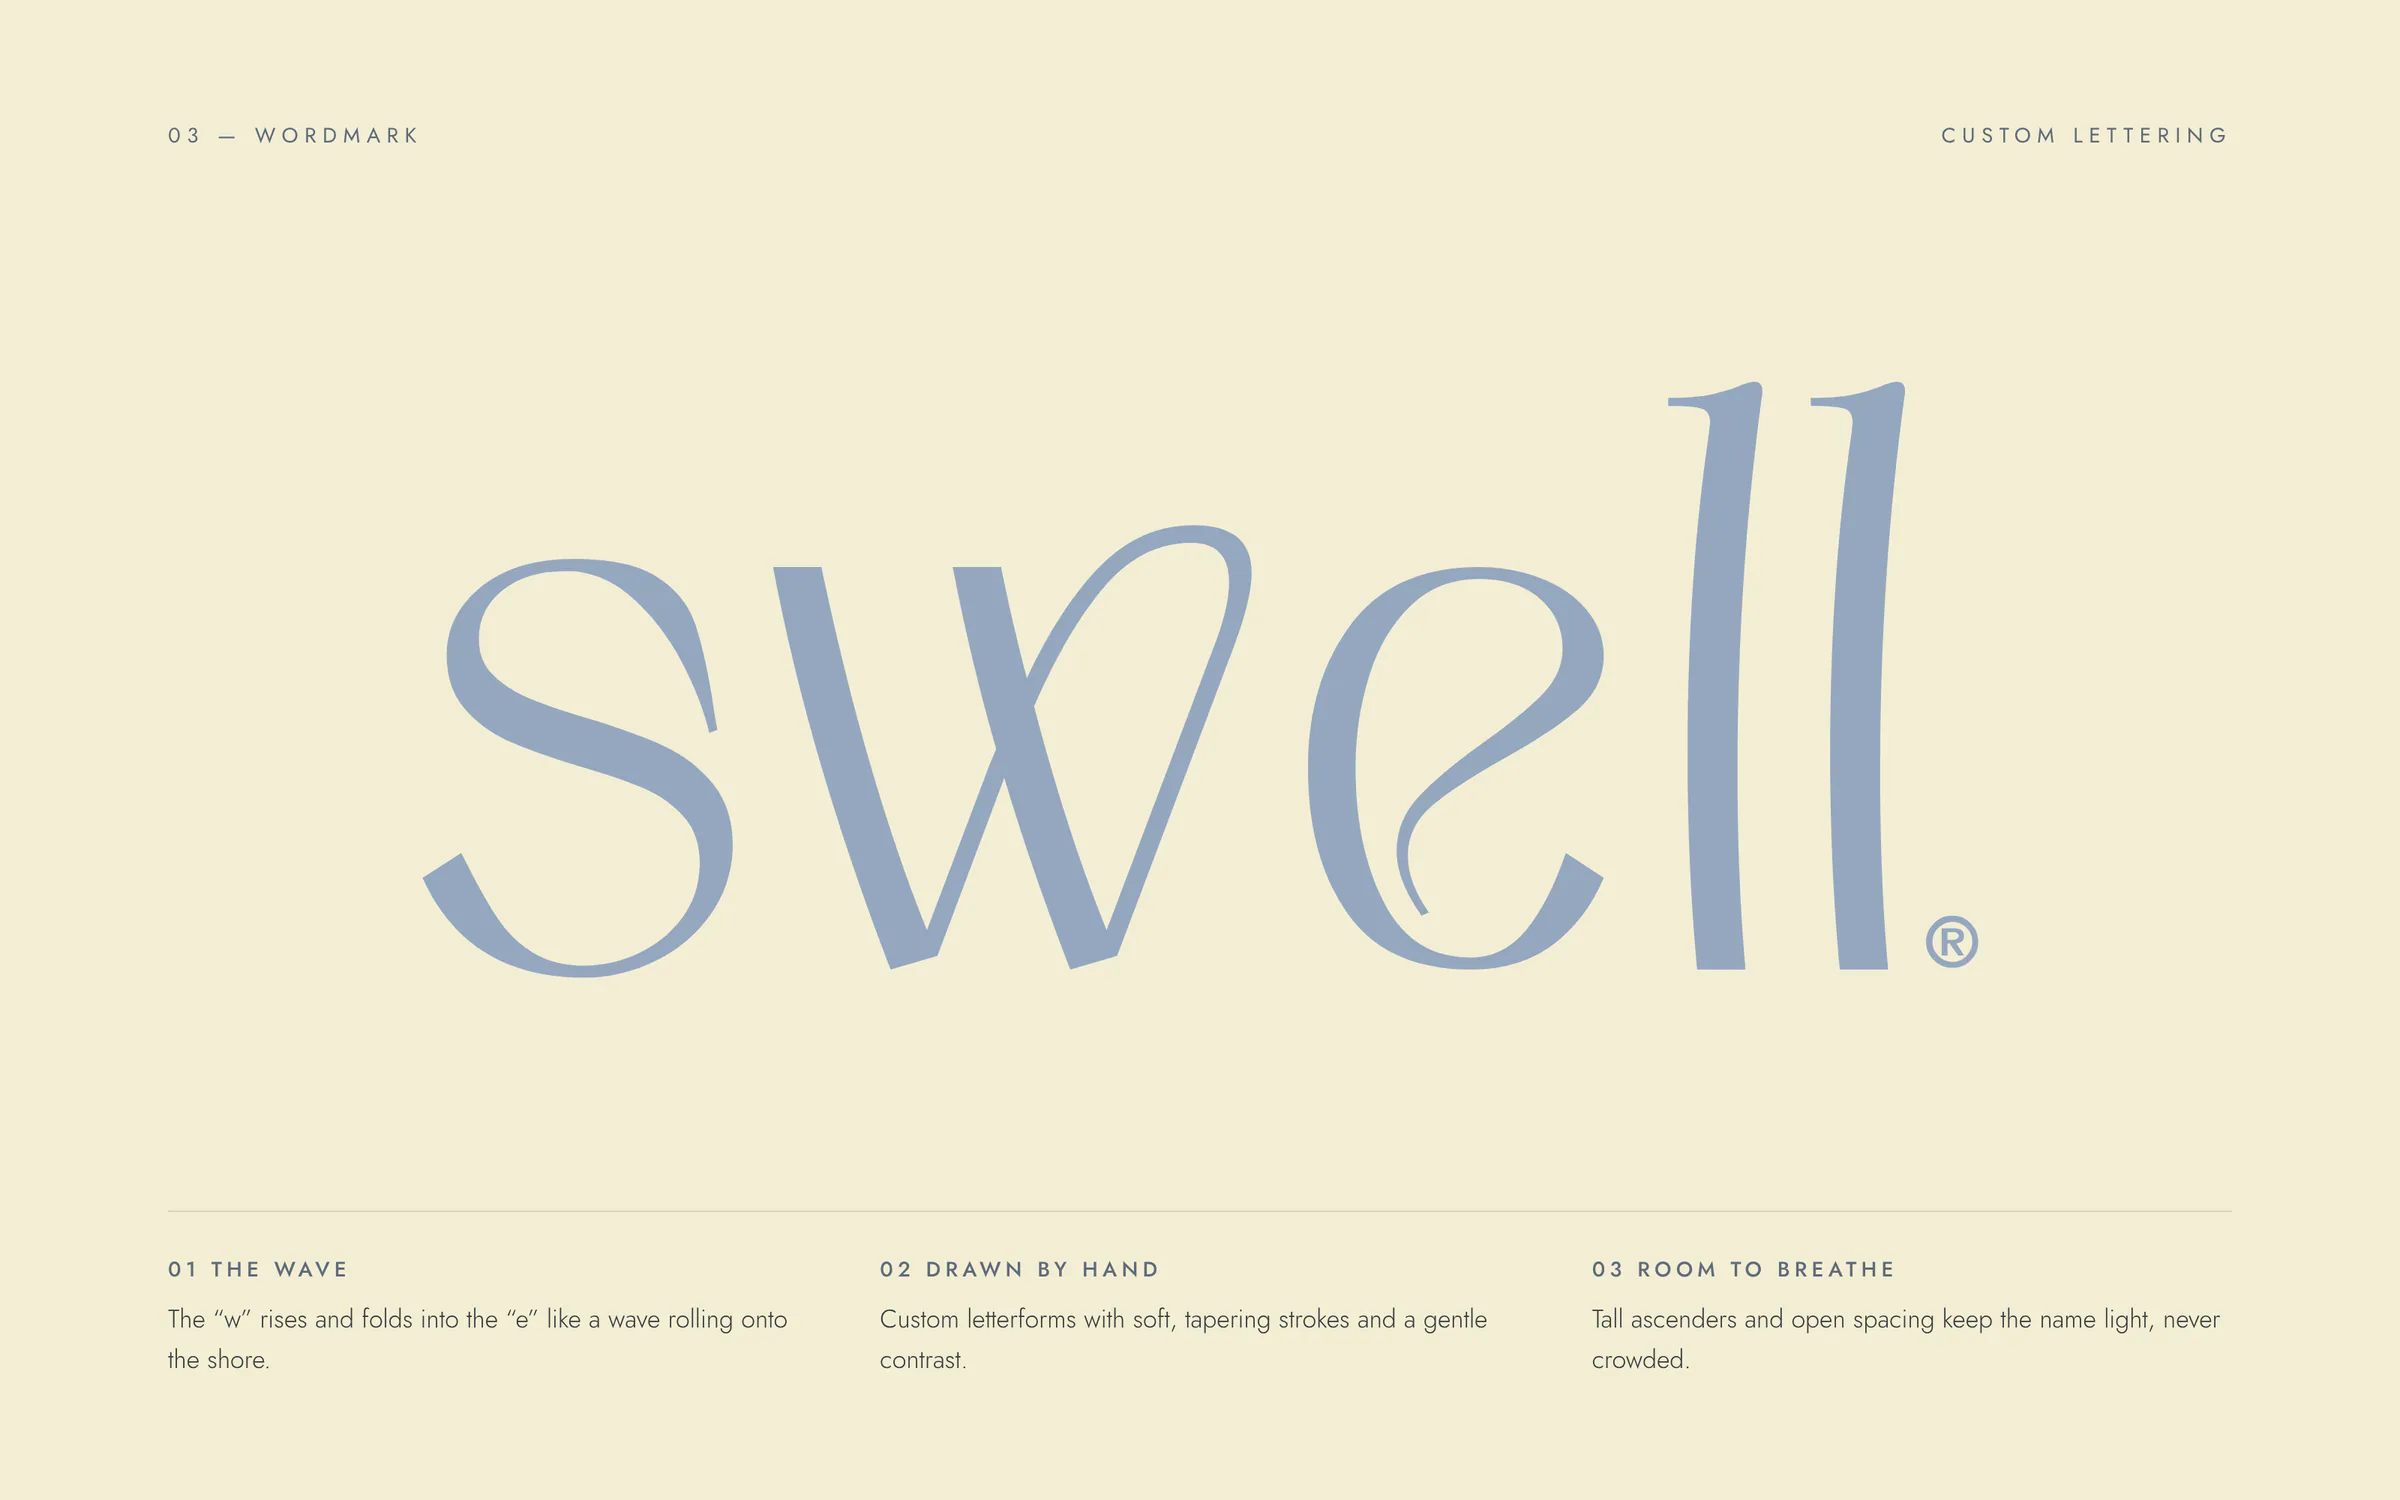 03 — WORDMARK
CUSTOM LETTERING
swell®
01 THE WAVE
The “w” rises and folds into the “e” like a wave rolling onto
the shore.
02 DRAWN BY HAND
Custom letterforms with soft, tapering strokes and a gentle
contrast.
03 ROOM TO BREATHE
Tall ascenders and open spacing keep the name light, never
crowded.